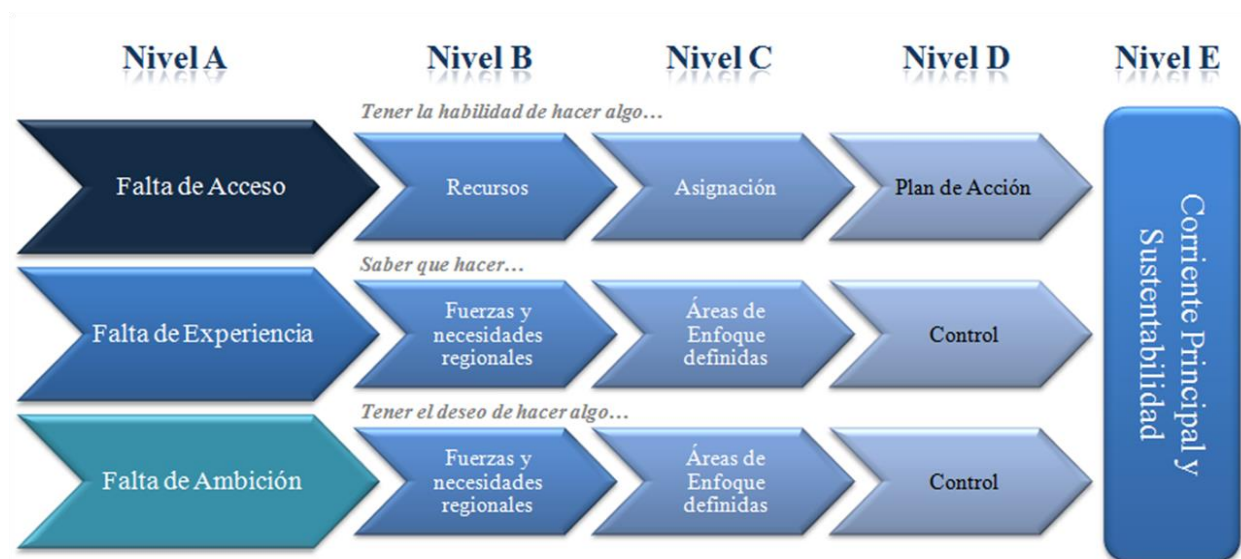 Nivel A
Nivel B
Nivel C
Nivel D
Nivel E
Tener la habilidad de hacer algo...
Falta de Acceso
Recursos
Asignación
Plan de Acción
Saber que hacer...
Falta de Experiencia
Fuerzas y
necesidades
regionales
Áreas de
Enfoque
definidas
Control
Tener el deseo de hacer algo...
Falta de Ambición
Fuerzas y
necesidades
regionales
Áreas de
Enfoque
definidas
Control
Corriente Principal y
Sustentabilidad